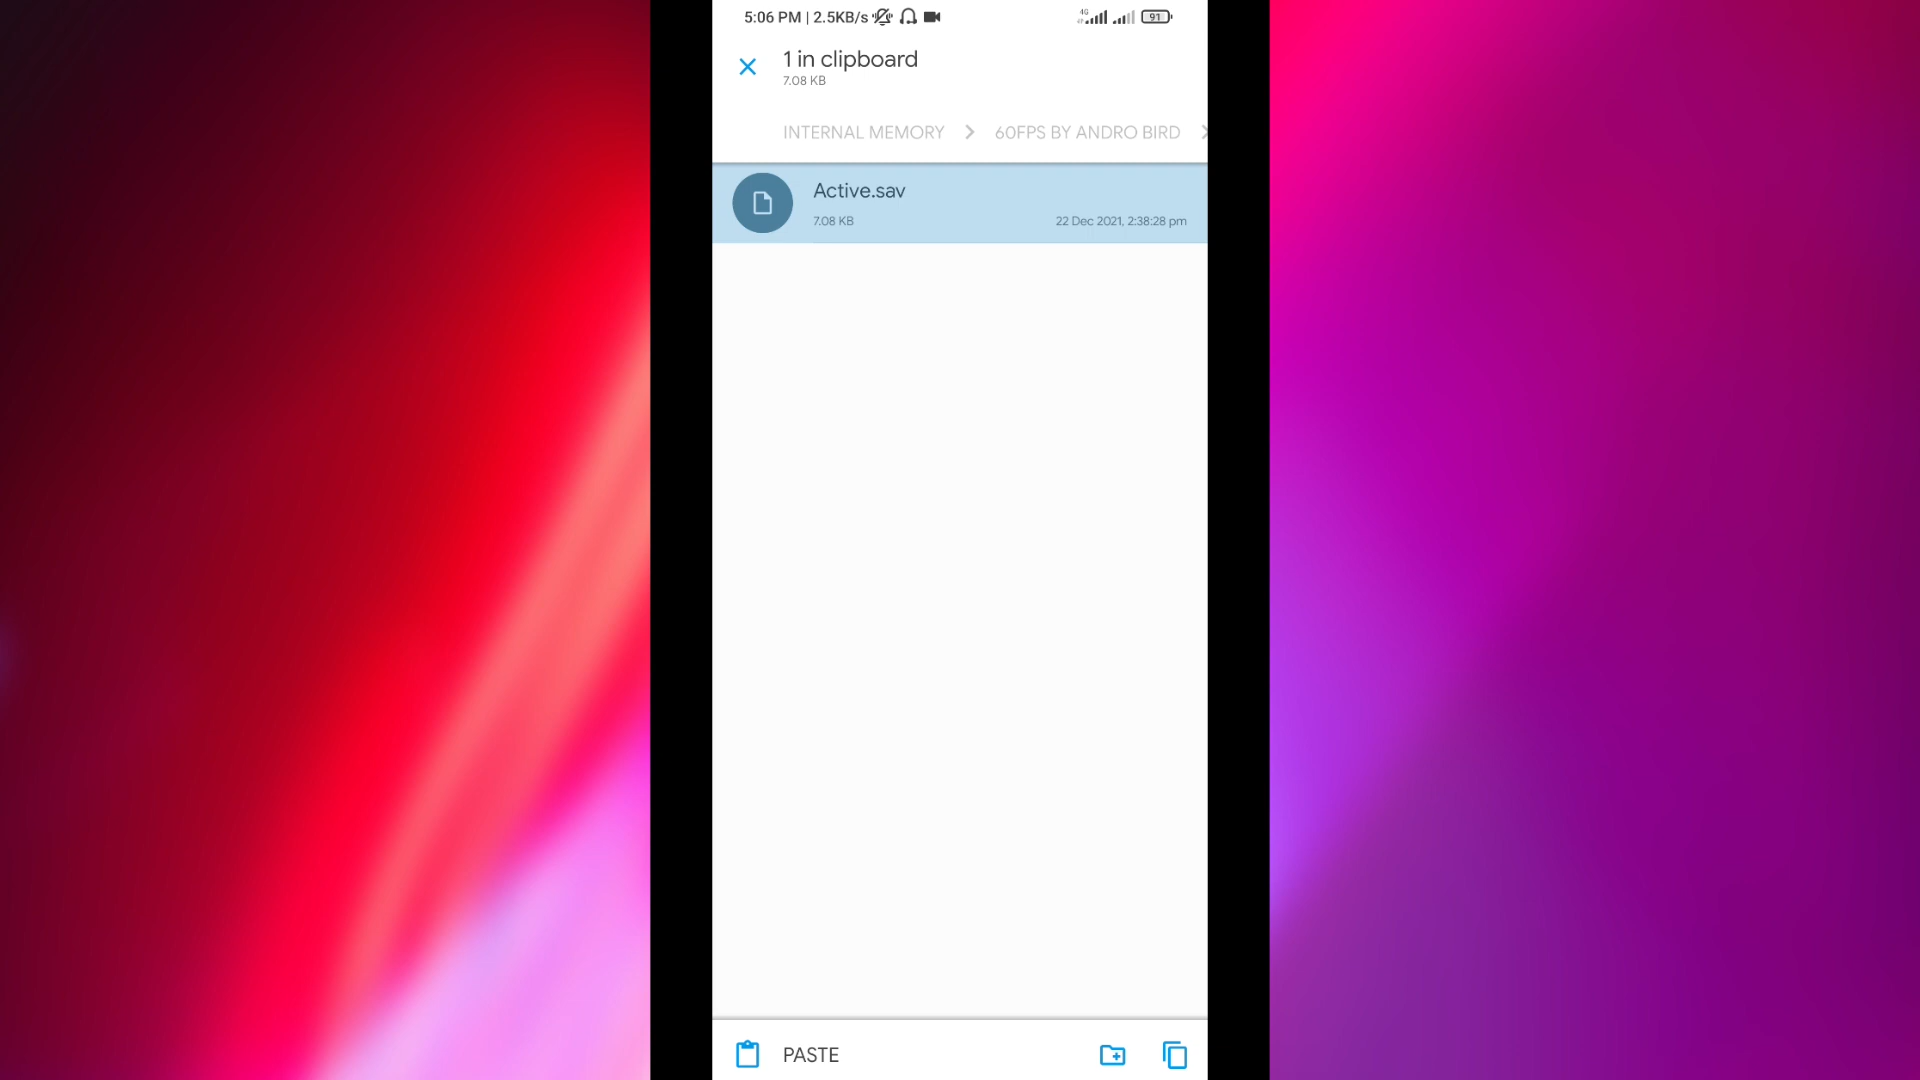 5:06 PM | 2.5KB/s
4G
91
1 in clipboard
7.08 KB
INTERNAL MEMORY > 60FPS BY ANDRO BIRD >
Active.sav
7.08 KB
22 Dec 2021, 2:38:28 pm
PASTE